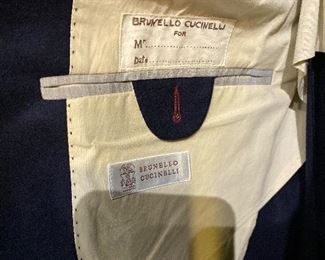 BRUNELLO CUCINELLI
FOR
Mr.
Date
BRUNELLO
CUCINELLI